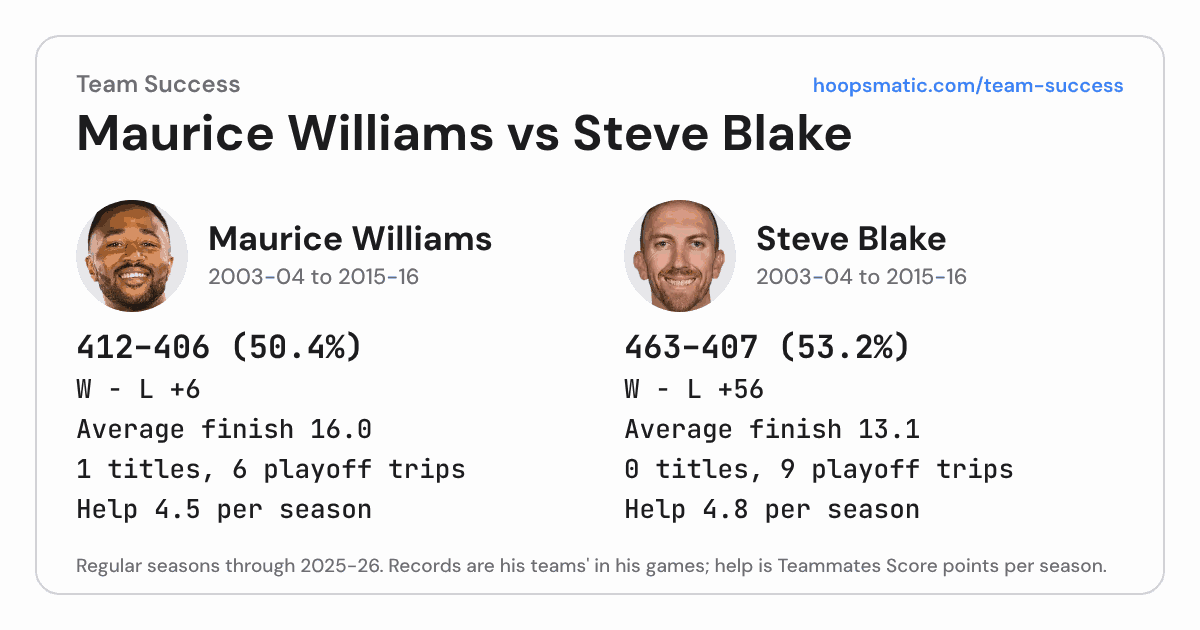 Team Success
hoopsmatic.com/team-success
Maurice Williams vs Steve Blake
Maurice Williams
2003-04 to 2015-16
412-406 (50.4%)
W - L +6
Average finish 16.0
1 titles, 6 playoff trips
Help 4.5 per season
Steve Blake
2003-04 to 2015-16
463-407 (53.2%)
W - L +56
Average finish 13.1
0 titles, 9 playoff trips
Help 4.8 per season
Regular seasons through 2025-26. Records are his teams' in his games; help is Teammates Score points per season.